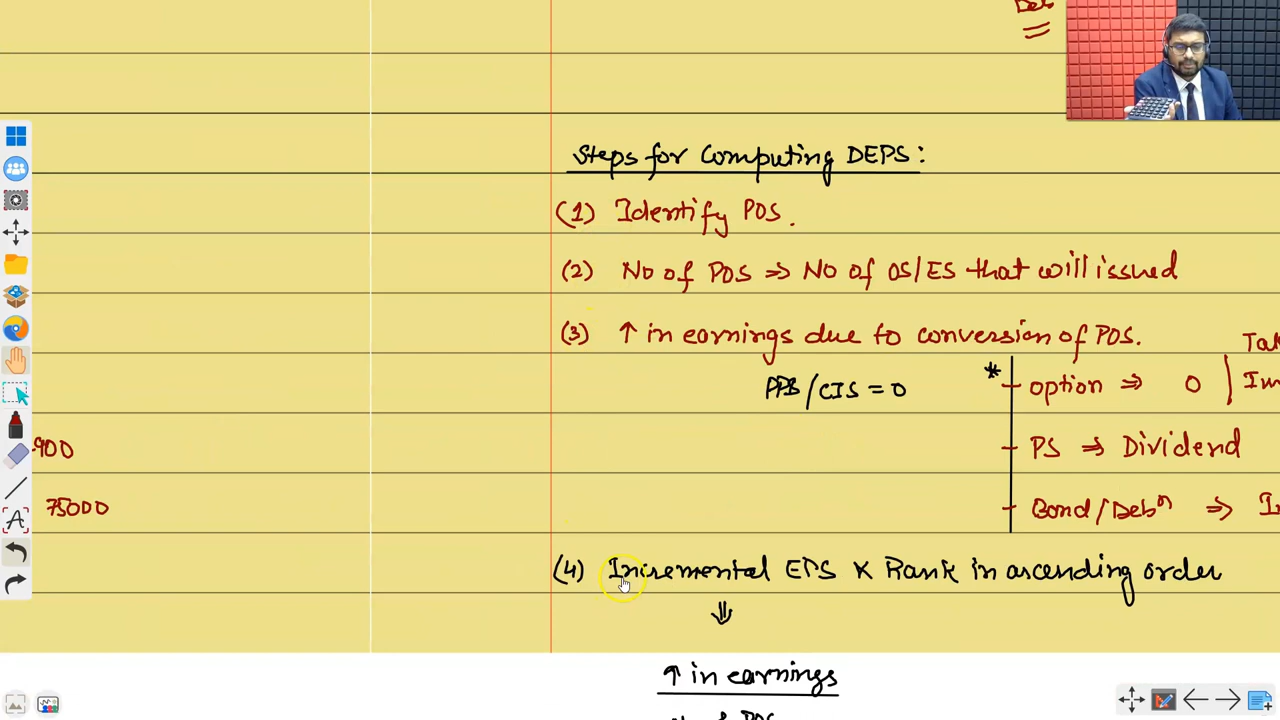 Steps for Computing DEPS:
(1) Identify POS.
(2) No of POS ⇒ No of OS/ES that will issued
(3) ↑ in earnings due to conversion of POS.
PPS/CIS = 0
* option ⇒ 0
PS ⇒ Dividend
Bond/Debⁿ ⇒
900
75000
(4) Incremental EPS & Rank in ascending order
⇓
↑ in earnings